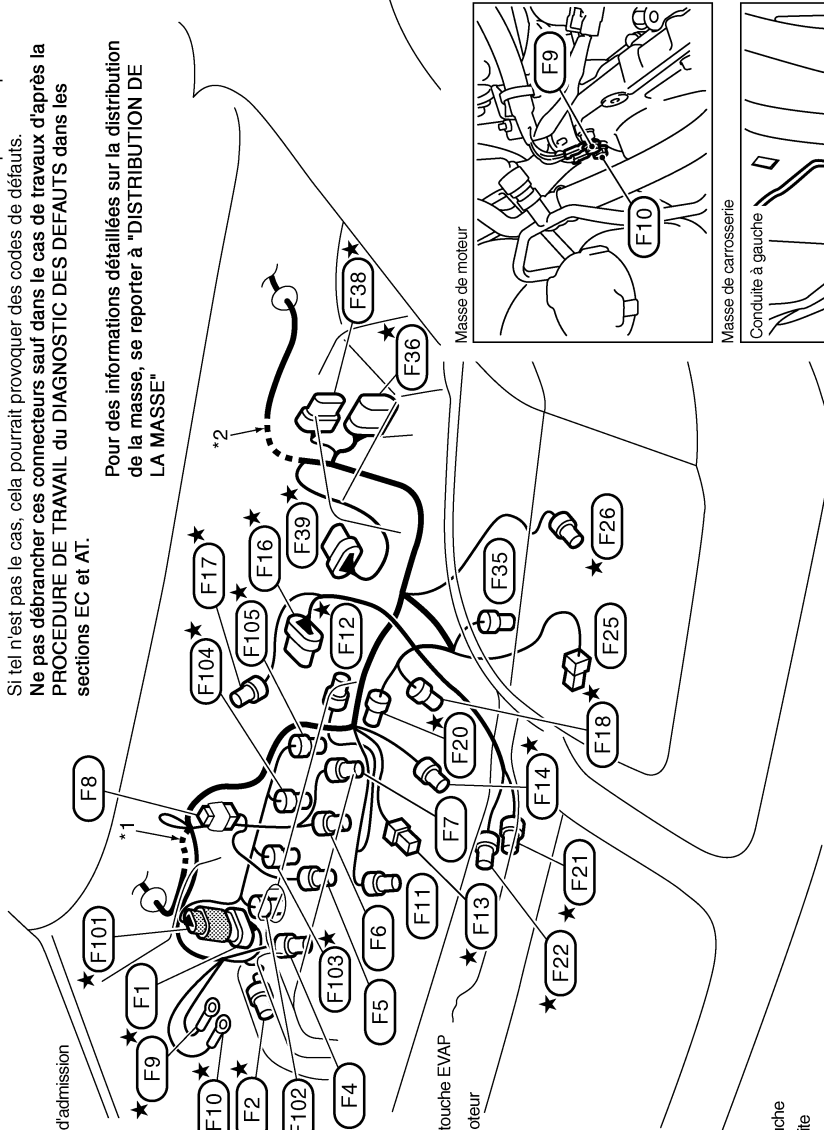 Si tel n'est pas le cas, cela pourrait provoquer des codes de défauts.
Ne pas débrancher ces connecteurs sauf dans le cas de travaux d'après la
PROCEDURE DE TRAVAIL du DIAGNOSTIC DES DEFAUTS dans les
sections EC et AT.
Pour des informations détaillées sur la distribution
de la masse, se reporter à "DISTRIBUTION DE
LA MASSE"
*2
F38
F36
F39
F16
F17
F105
F104
F12
F35
F26
F25
F18
F20
F14
F7
F21
F22
F13
F11
F6
F5
F103
F4
F102
F2
F10
F9
F1
F101
F8
*1
Masse de moteur
F9
F10
Masse de carrosserie
Conduite à gauche
d'admission
touche EVAP
oteur
uche
ite